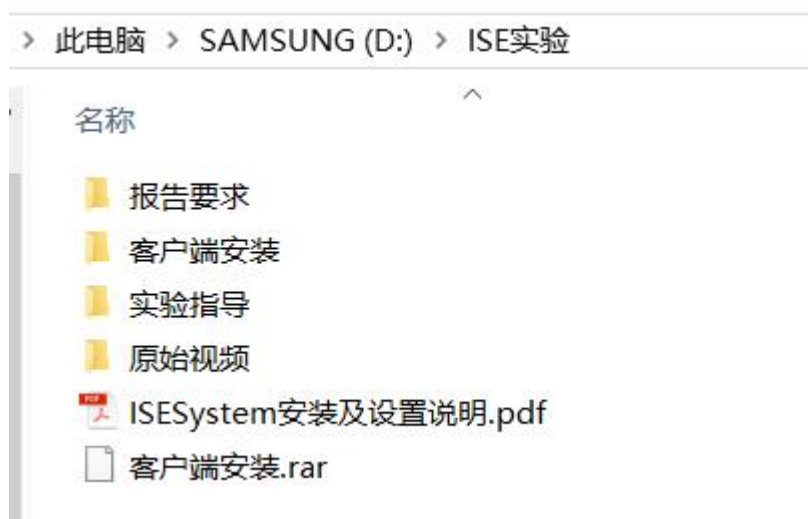 > 此电脑 > SAMSUNG (D:) > ISE实验
名称
报告要求
客户端安装
实验指导
原始视频
PDF ISESystem安装及设置说明.pdf
客户端安装.rar